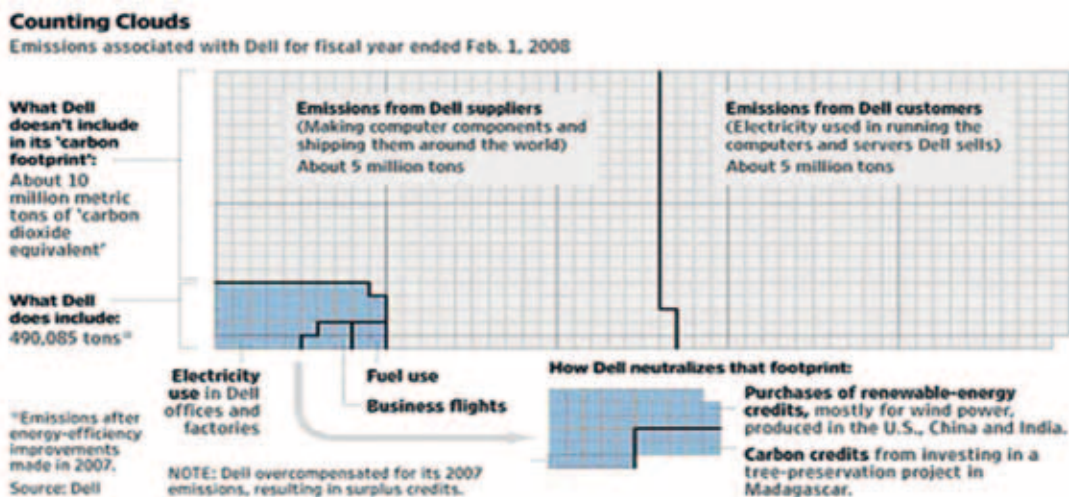 Counting Clouds
Emissions associated with Dell for fiscal year ended Feb. 1, 2008
What Dell
doesn't include
in its 'carbon
footprint':
About 10
million metric
tons of 'carbon
dioxide
equivalent'
Emissions from Dell suppliers
(Making computer components and
shipping them around the world)
About 5 million tons
Emissions from Dell customers
(Electricity used in running the
computers and servers Dell sells)
About 5 million tons
What Dell
does include:
490,085 tons*
Electricity
use in Dell
offices and
factories
Fuel use
Business flights
How Dell neutralizes that footprint:
Purchases of renewable-energy
credits, mostly for wind power,
produced in the U.S., China and India.
Carbon credits from investing in a
tree-preservation project in
Madagascar.
*Emissions after
energy-efficiency
improvements
made in 2007.
Source: Dell
NOTE: Dell overcompensated for its 2007
emissions, resulting in surplus credits.